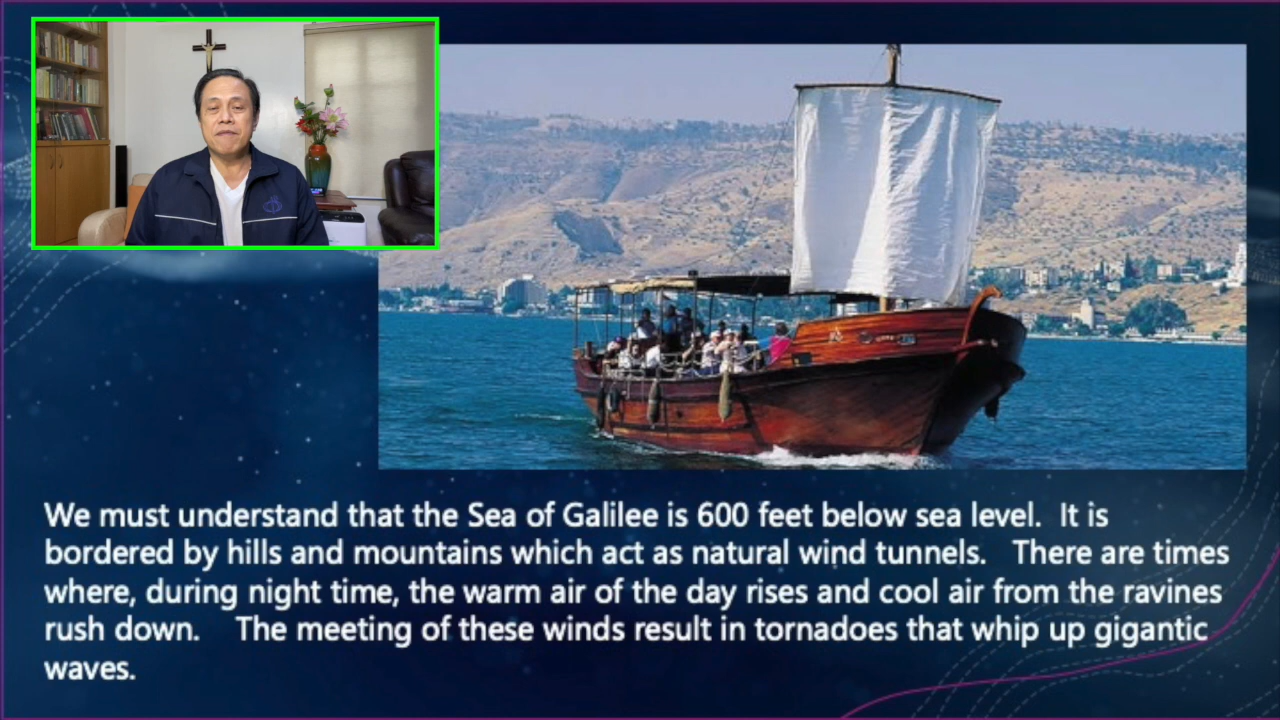 We must understand that the Sea of Galilee is 600 feet below sea level.  It is
bordered by hills and mountains which act as natural wind tunnels.   There are times
where, during night time, the warm air of the day rises and cool air from the ravines
rush down.    The meeting of these winds result in tornadoes that whip up gigantic
waves.